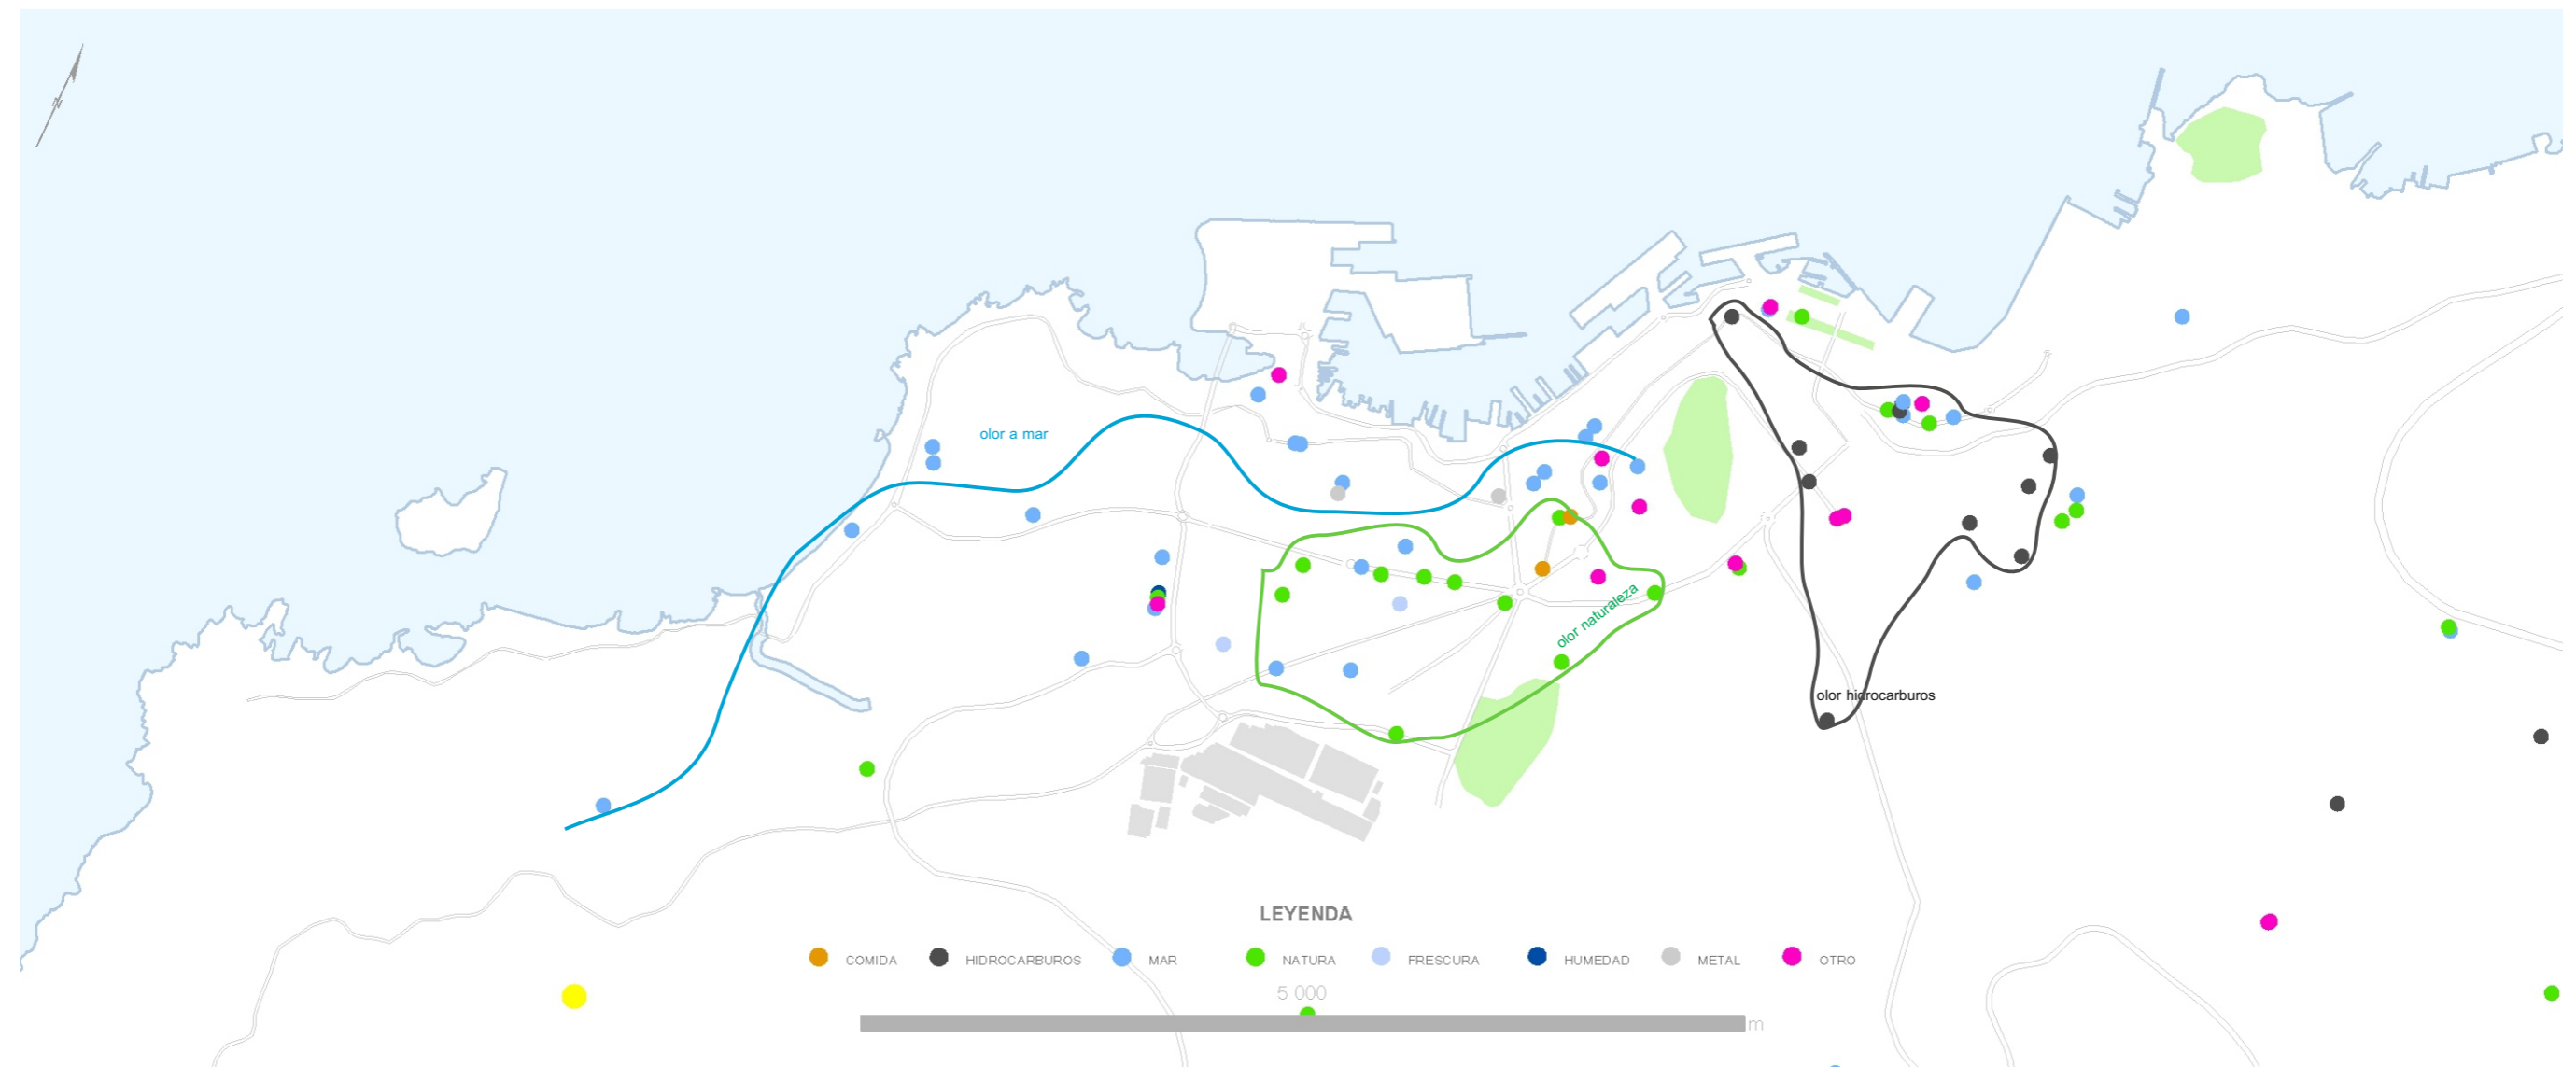 N
olor a mar
olor naturaleza
olor hidrocarburos
LEYENDA
COMIDA HIDROCARBUROS MAR NATURA FRESCURA HUMEDAD METAL OTRO
5 000
m